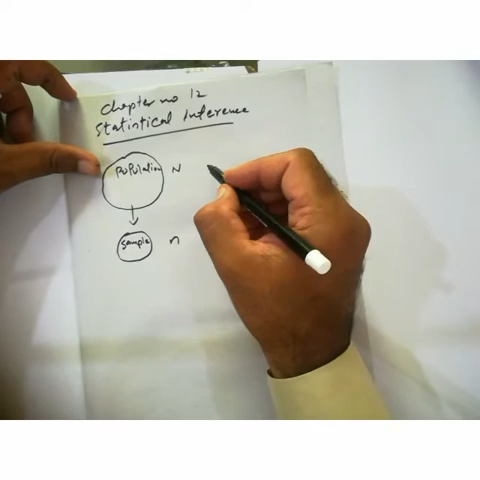 chapter no 12
Statistical Inference
Population N
Sample n